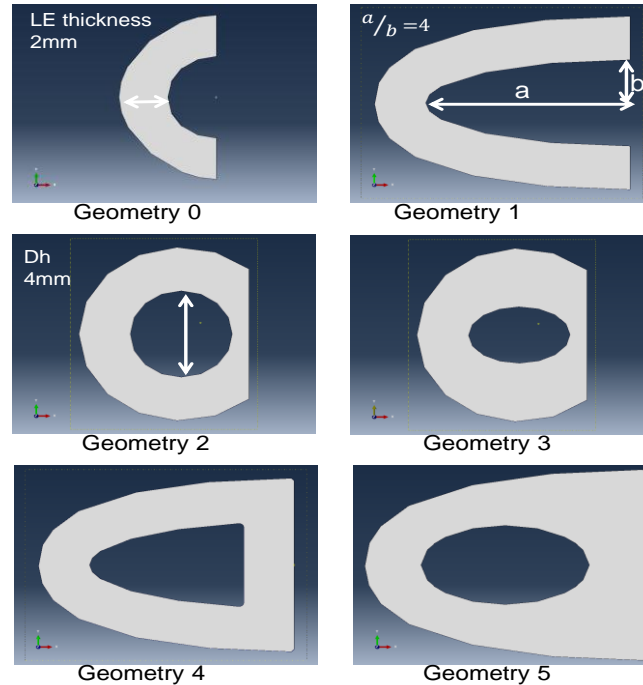 LE thickness
2mm
Geometry 0
a/b=4
a
b
Geometry 1
Dh
4mm
Geometry 2
Geometry 3
Geometry 4
Geometry 5